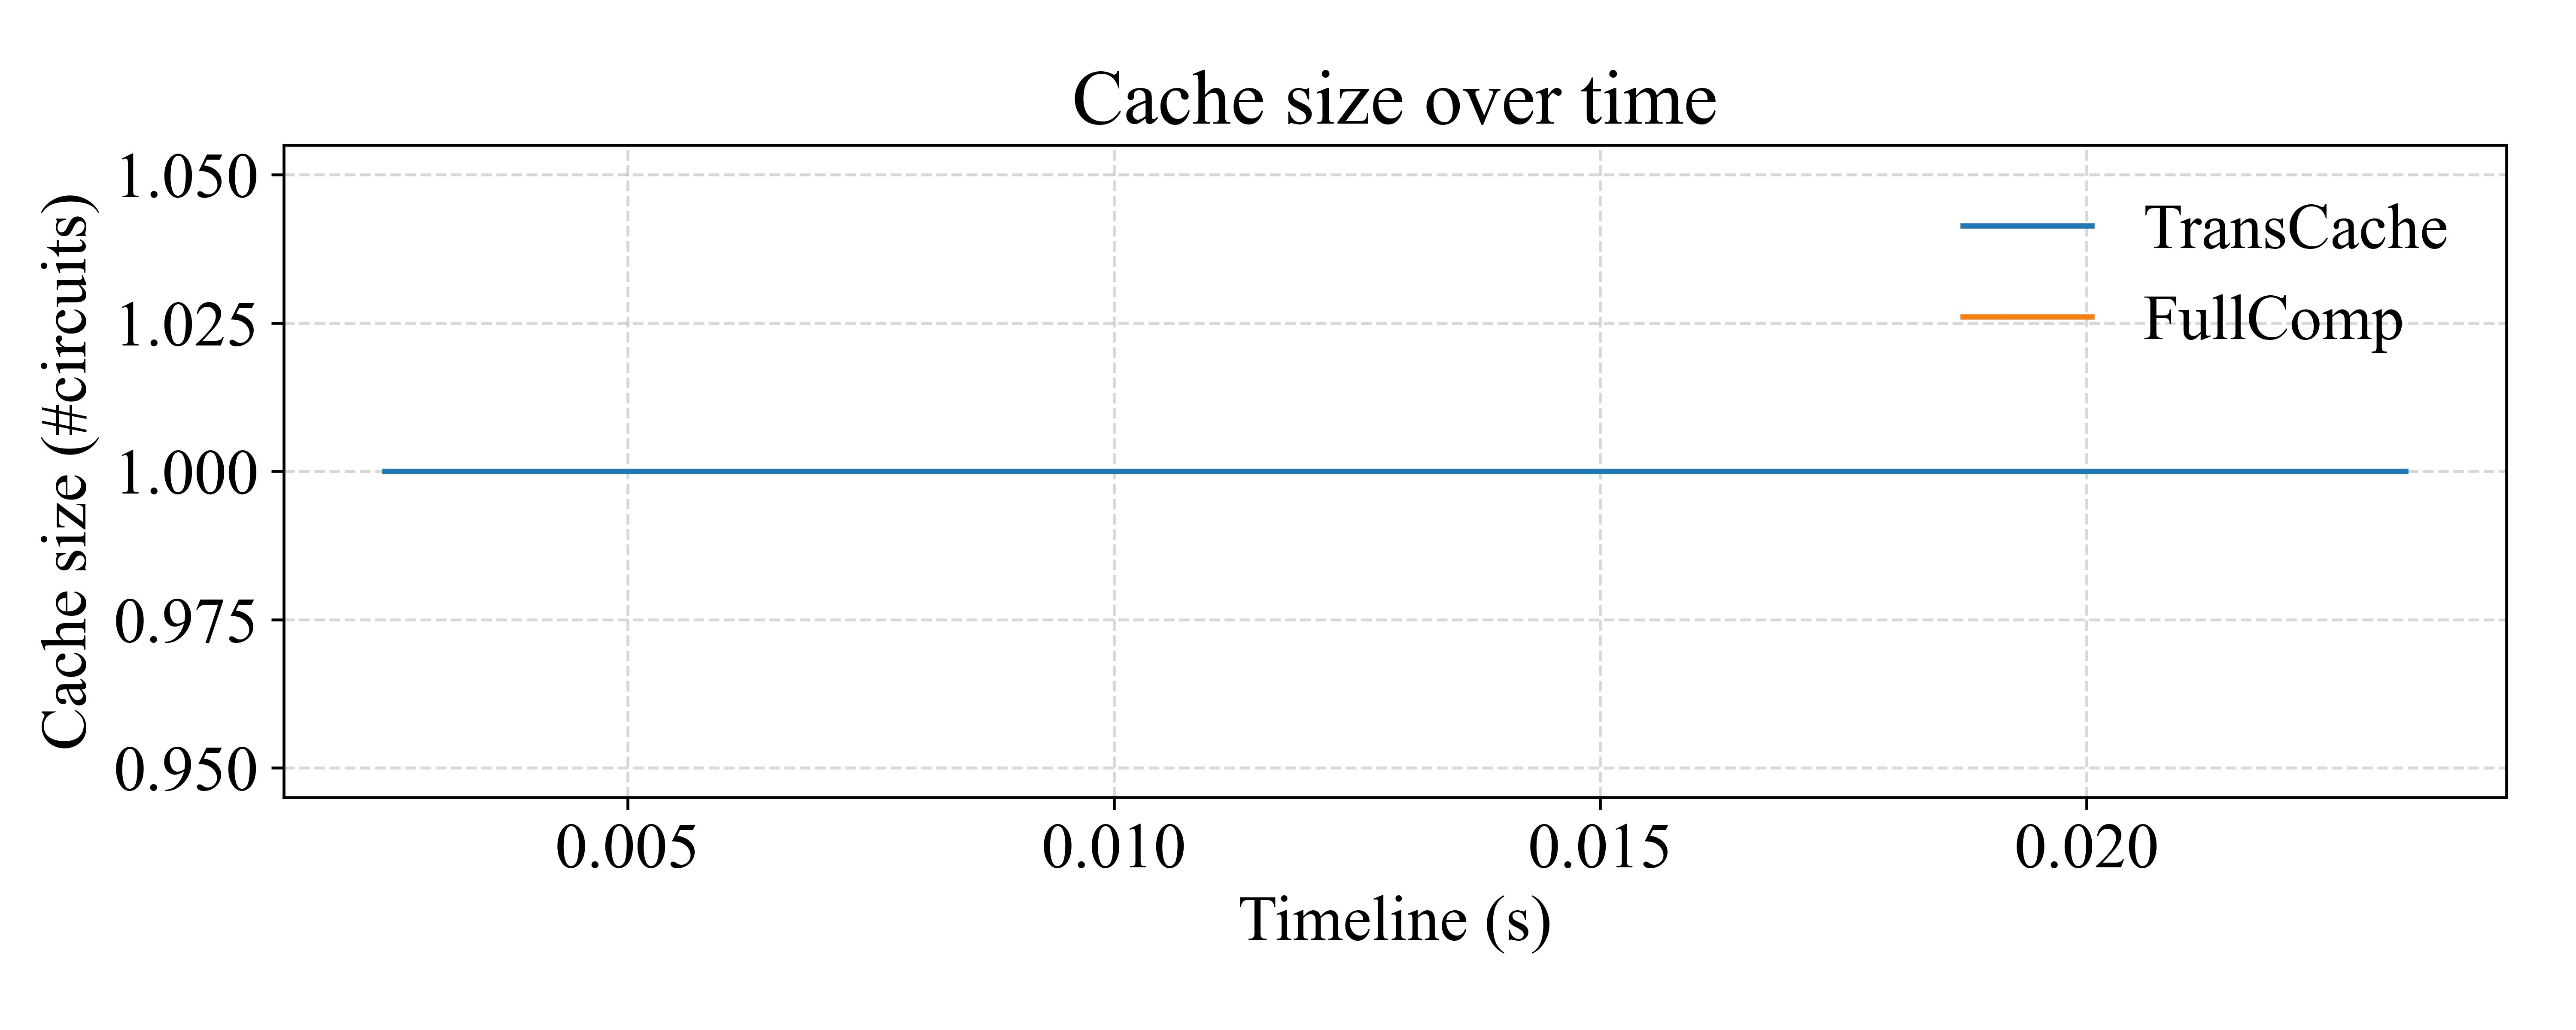 Cache size over time
Cache size (#circuits)
1.050
1.025
1.000
0.975
0.950
TransCache
FullComp
0.005 0.010 0.015 0.020
Timeline (s)